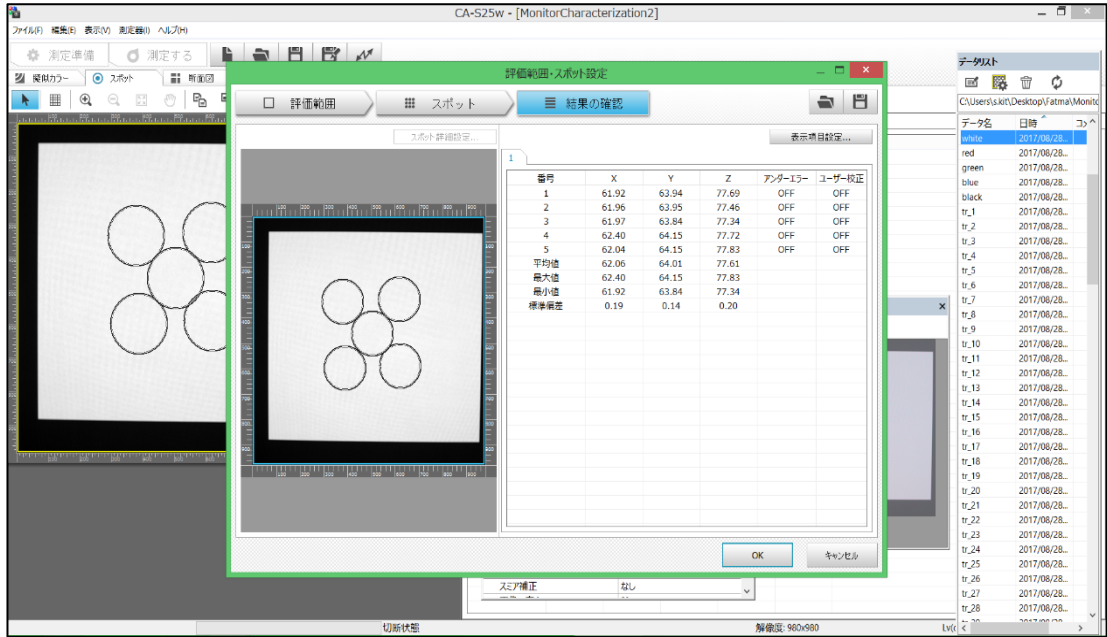 CA-S25w - [MonitorCharacterization2]
ファイル(F) 編集(E) 表示(V) 測定器(I) ヘルプ(H)
測定準備 測定する
疑似カラー スポット 断面図
評価範囲・スポット設定
評価範囲 スポット 結果の確認
スポット詳細設定... 表示項目設定...
1
番号 X Y Z アンダーエラー ユーザー校正
1 61.92 63.94 77.69 OFF OFF
2 61.96 63.95 77.46 OFF OFF
3 61.97 63.84 77.34 OFF OFF
4 62.40 64.15 77.72 OFF OFF
5 62.04 64.15 77.83 OFF OFF
平均値 62.06 64.01 77.61
最大値 62.40 64.15 77.83
最小値 61.92 63.84 77.34
標準偏差 0.19 0.14 0.20
OK キャンセル
スミア補正 なし
データリスト
C:\Users\s.kit\Desktop\Fatma\Monitc
データ名 日時 コ
white 2017/08/28...
red 2017/08/28...
green 2017/08/28...
blue 2017/08/28...
black 2017/08/28...
tr_1 2017/08/28...
tr_2 2017/08/28...
tr_3 2017/08/28...
tr_4 2017/08/28...
tr_5 2017/08/28...
tr_6 2017/08/28...
tr_7 2017/08/28...
tr_8 2017/08/28...
tr_9 2017/08/28...
tr_10 2017/08/28...
tr_11 2017/08/28...
tr_12 2017/08/28...
tr_13 2017/08/28...
tr_14 2017/08/28...
tr_15 2017/08/28...
tr_16 2017/08/28...
tr_17 2017/08/28...
tr_18 2017/08/28...
tr_19 2017/08/28...
tr_20 2017/08/28...
tr_21 2017/08/28...
tr_22 2017/08/28...
tr_23 2017/08/28...
tr_24 2017/08/28...
tr_25 2017/08/28...
tr_26 2017/08/28...
tr_27 2017/08/28...
tr_28 2017/08/28...
切断状態 解像度: 980x980 Lv(c